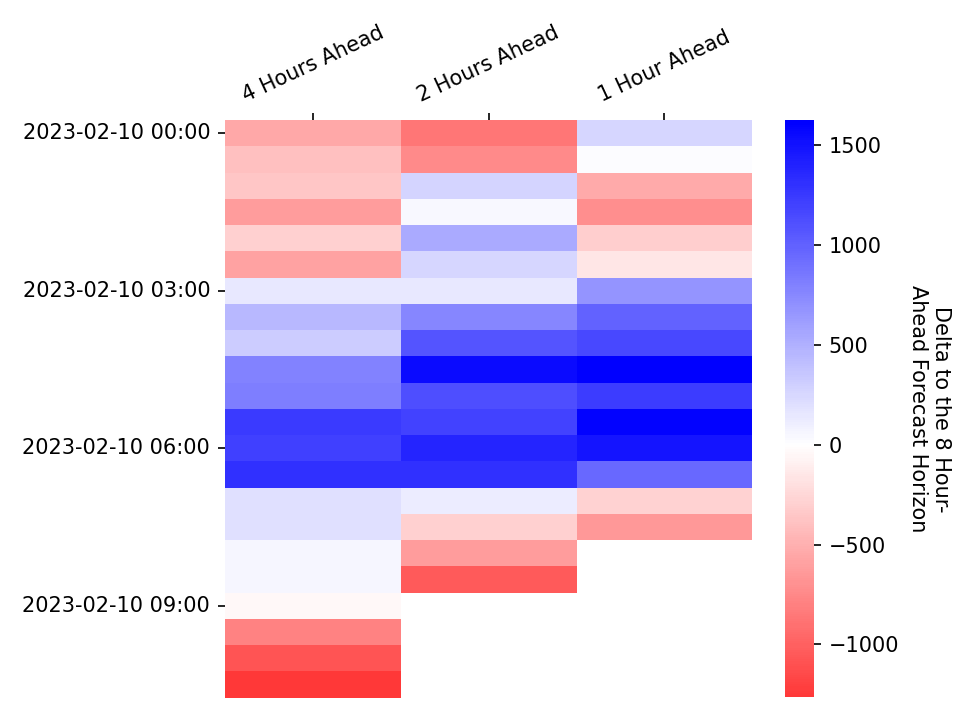 4 Hours Ahead
2 Hours Ahead
1 Hour Ahead
2023-02-10 00:00
2023-02-10 03:00
2023-02-10 06:00
2023-02-10 09:00
1500
1000
500
0
−500
−1000
Delta to the 8 Hour-
Ahead Forecast Horizon